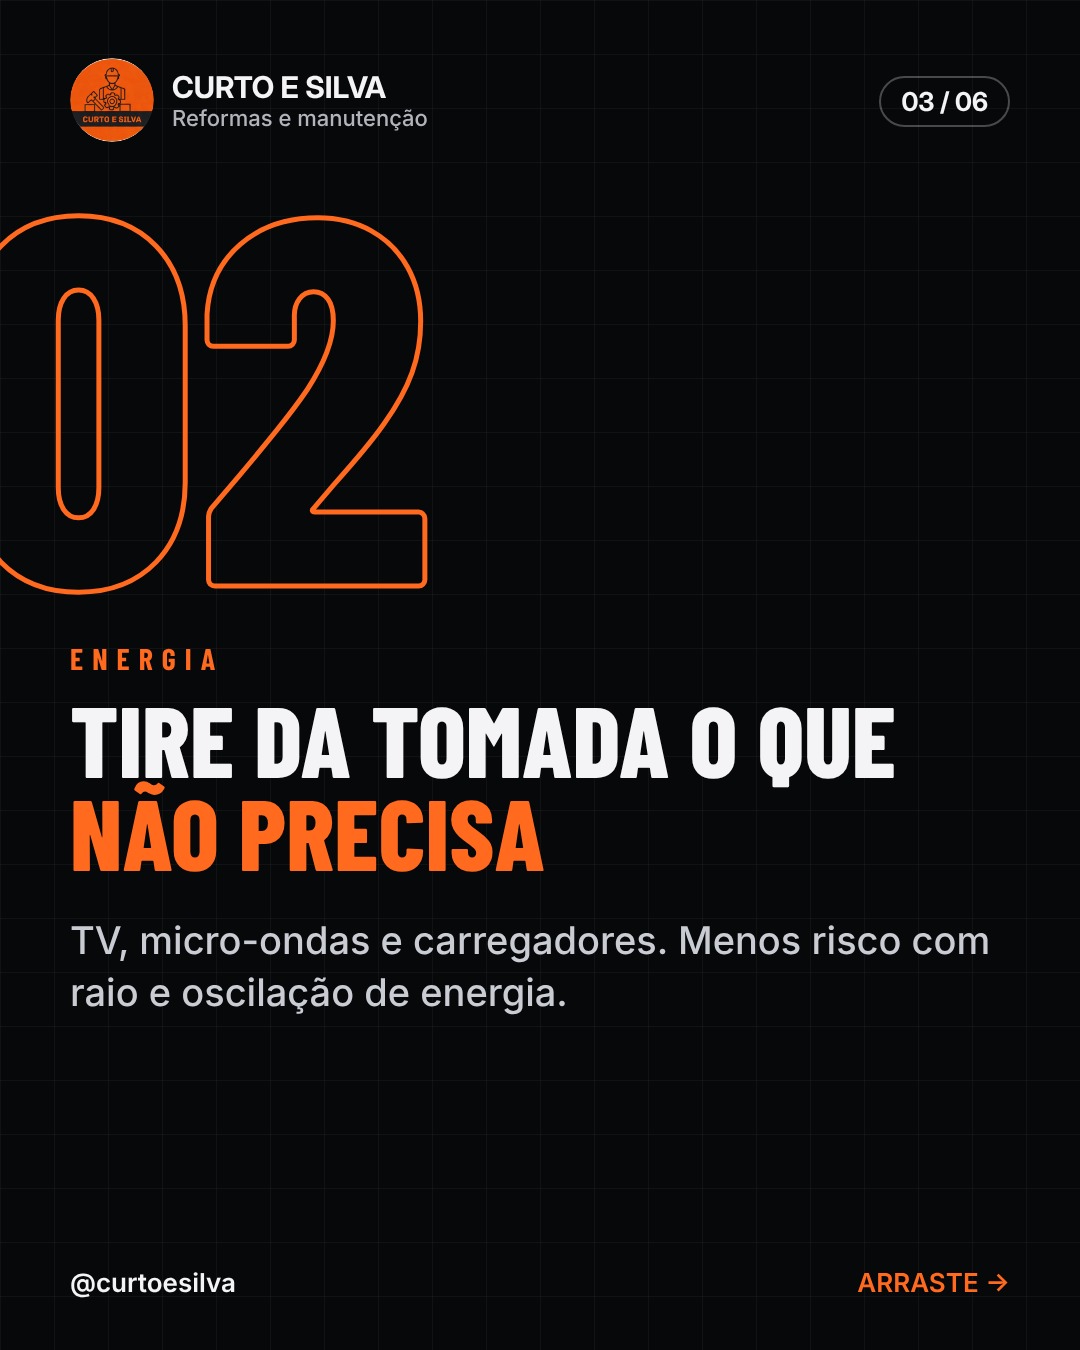 CURTO E SILVA
CURTO E SILVA
Reformas e manutenção
03 / 06
02
ENERGIA
TIRE DA TOMADA O QUE
NÃO PRECISA
TV, micro-ondas e carregadores. Menos risco com
raio e oscilação de energia.
@curtoesilva
ARRASTE →